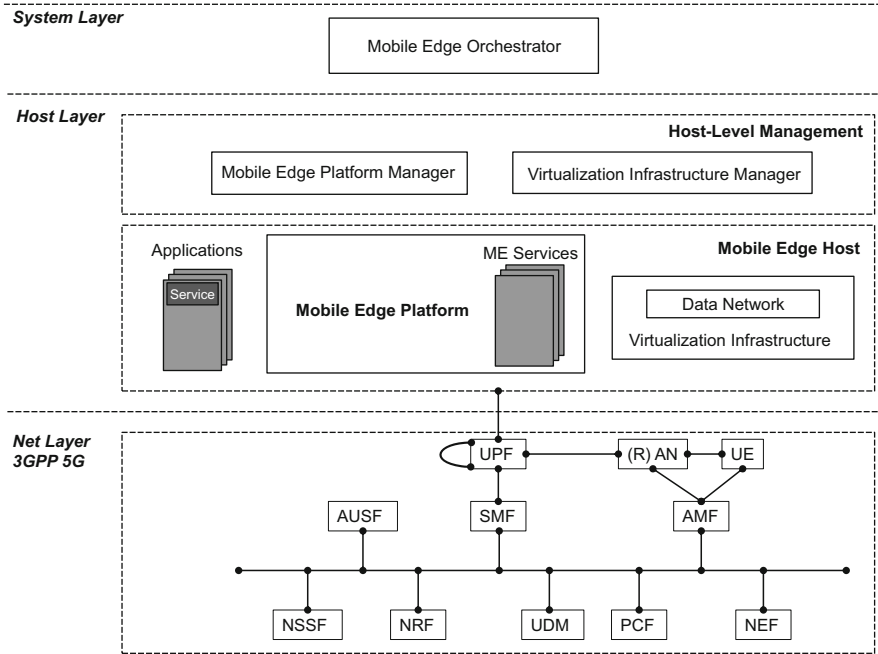 System Layer
Mobile Edge Orchestrator
Host Layer
Host-Level Management
Mobile Edge Platform Manager
Virtualization Infrastructure Manager
Applications
ME Services
Mobile Edge Host
Service
Mobile Edge Platform
Data Network
Virtualization Infrastructure
Net Layer
3GPP 5G
UPF
(R) AN
UE
AUSF
SMF
AMF
NSSF
NRF
UDM
PCF
NEF